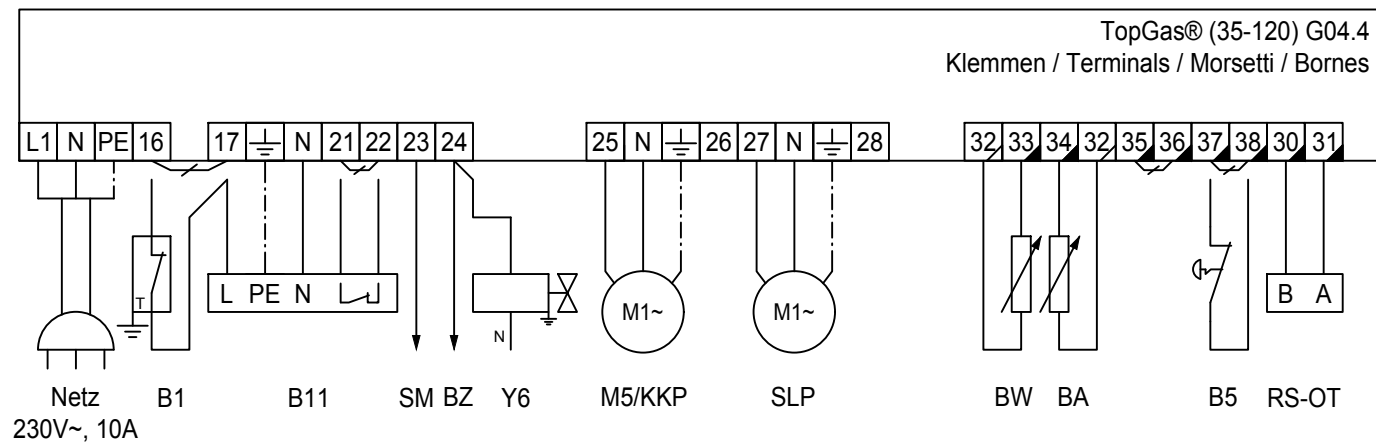 TopGas® (35-120) G04.4
Klemmen / Terminals / Morsetti / Bornes
L1 N PE 16 17 N 21 22 23 24 25 N 26 27 N 28 32 33 34 32 35 36 37 38 30 31
T
L PE N
N
M1~ M1~
B A
Netz B1 B11 SM BZ Y6 M5/KKP SLP BW BA B5 RS-OT
230V~, 10A